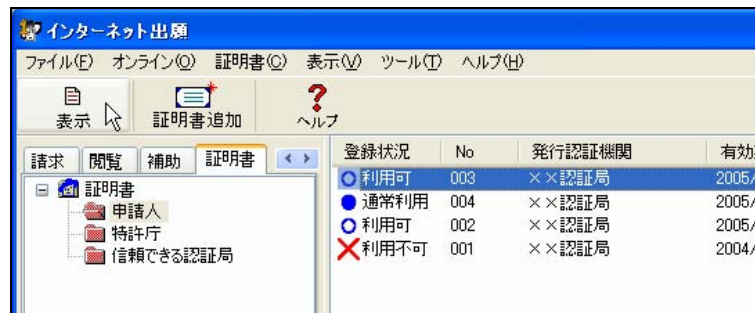 インターネット出願
ファイル(F) オンライン(O) 証明書(C) 表示(V) ツール(T) ヘルプ(H)
表示 証明書追加 ヘルプ
請求 閲覧 補助 証明書
証明書
申請人
特許庁
信頼できる認証局
登録状況 No 発行認証機関 有効
利用可 003 ××認証局 2005/
通常利用 004 ××認証局 2005/
利用可 002 ××認証局 2005/
利用不可 001 ××認証局 2004/